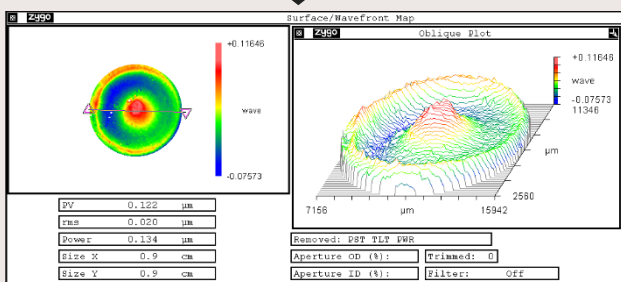 zygo Surface/Wavefront Map
+0.11646
wave
-0.07573
zygo Oblique Plot
+0.11646
wave
-0.07573
11346
µm
2560
7156 µm 15942
PV 0.122 µm
rms 0.020 µm
Power 0.134 µm
Size X 0.9 cm
Size Y 0.9 cm
Removed: PST TLT PWR
Aperture OD (%): Trimmed: 0
Aperture ID (%): Filter: Off